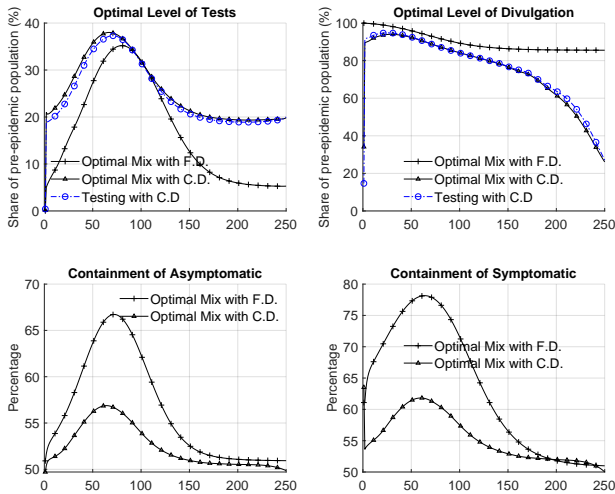 Optimal Level of Tests
Share of pre-epidemic population (%)
40
30
20
10
0
Optimal Mix with F.D.
Optimal Mix with C.D.
Testing with C.D
0 50 100 150 200 250
Optimal Level of Divulgation
Share of pre-epidemic population (%)
100
80
60
40
20
0
Optimal Mix with F.D.
Optimal Mix with C.D.
Testing with C.D
0 50 100 150 200 250
Containment of Asymptomatic
Percentage
70
65
60
55
50
Optimal Mix with F.D.
Optimal Mix with C.D.
0 50 100 150 200 250
Containment of Symptomatic
Percentage
80
75
70
65
60
55
50
Optimal Mix with F.D.
Optimal Mix with C.D.
0 50 100 150 200 250